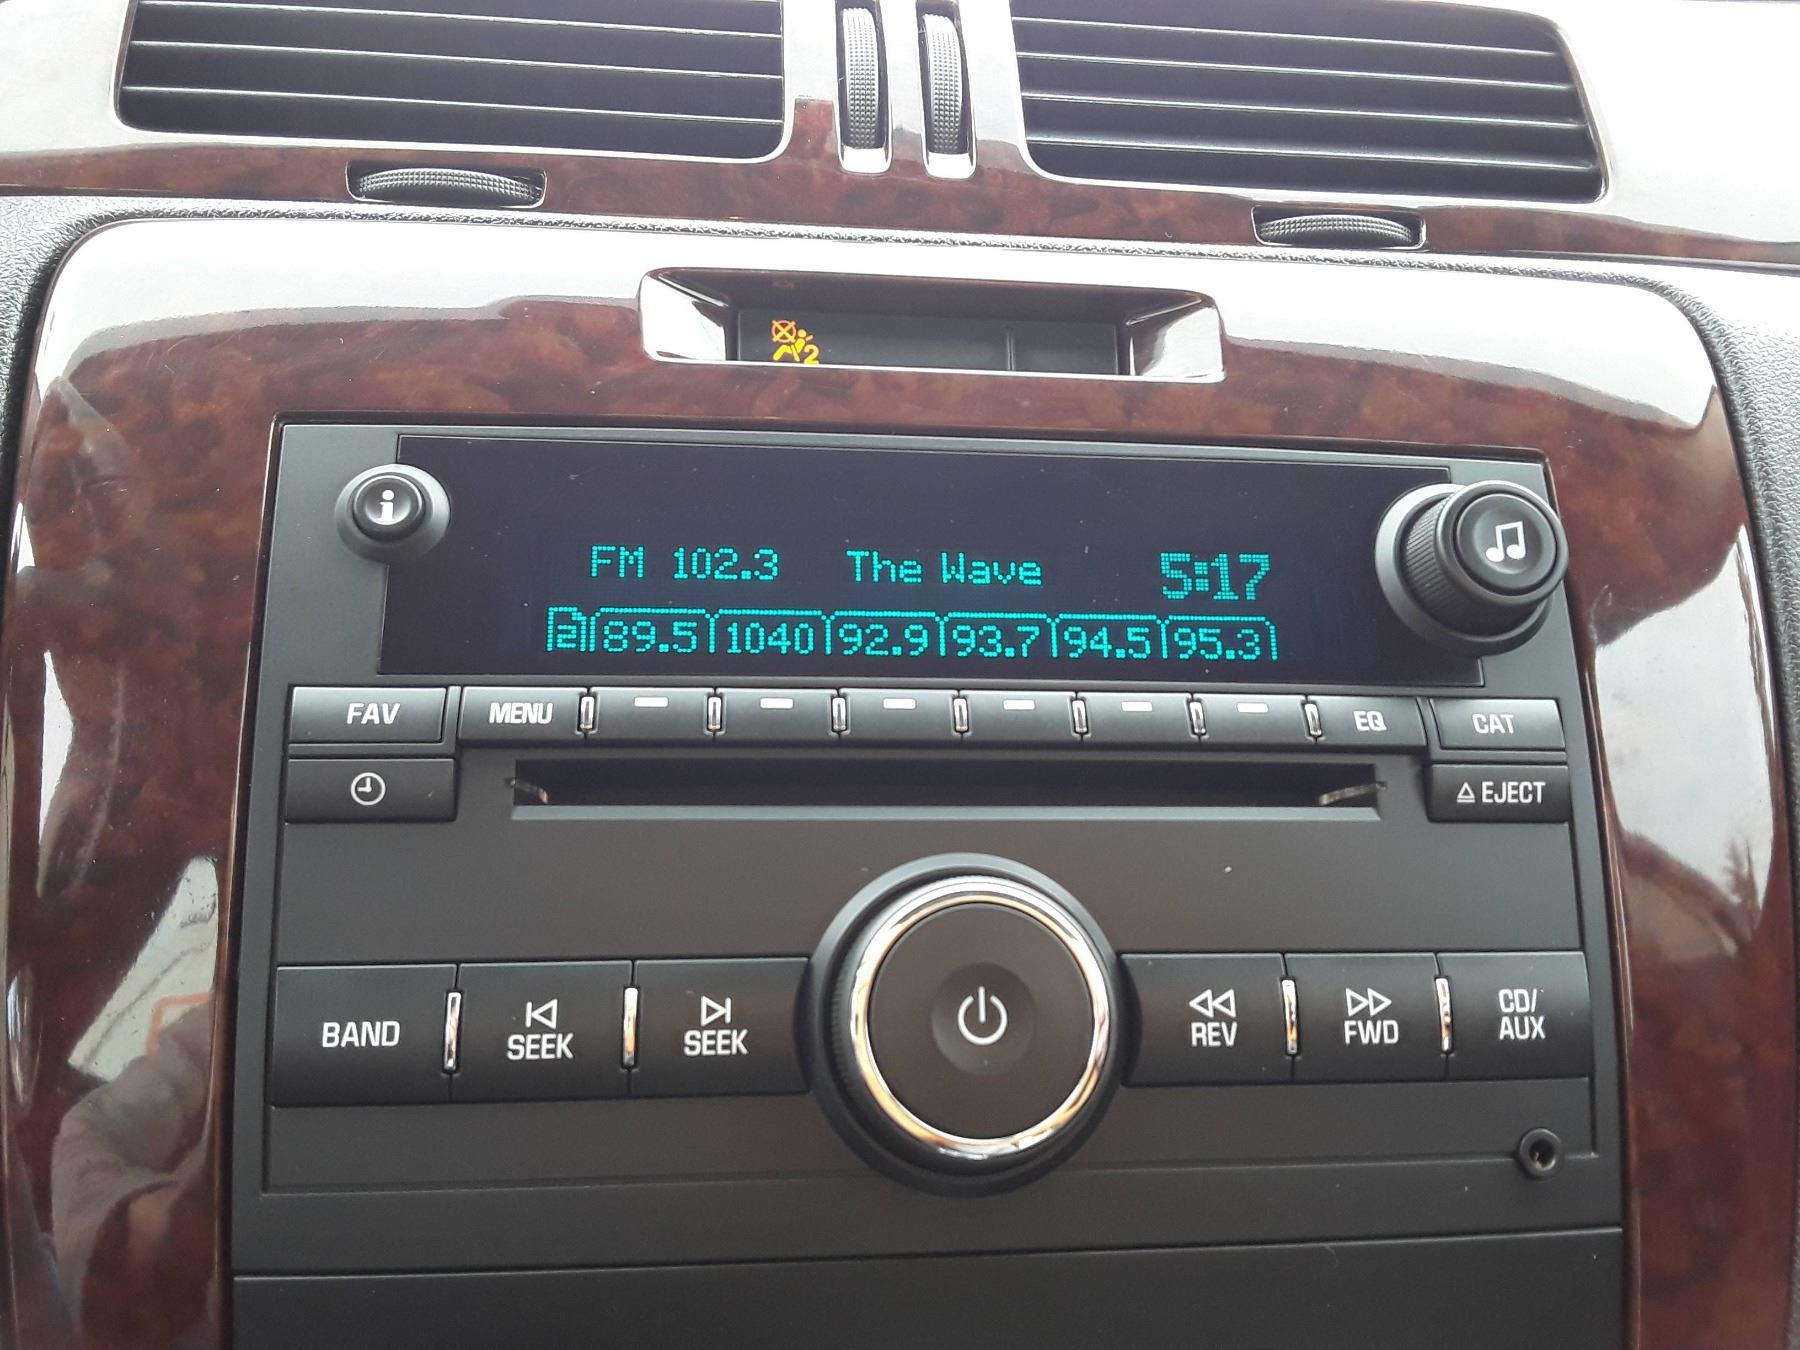 2
i
FM 102.3 The Wave 5:17
2 89.5 1040 92.9 93.7 94.5 95.3
FAV MENU EQ CAT
EJECT
BAND SEEK SEEK REV FWD CD/
AUX